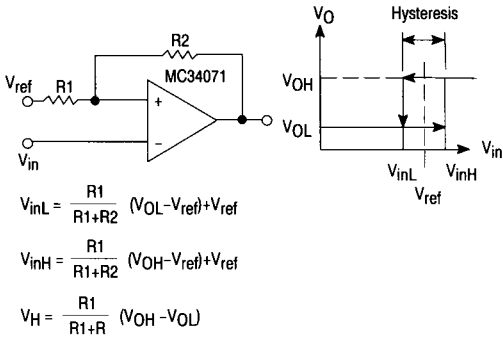 R2
MC34071
Vref
R1
+
−
Vin
VO
Hysteresis
VOH
VOL
Vin
VinL
VinH
Vref
VinL = R1/(R1+R2) (VOL−Vref)+Vref
VinH = R1/(R1+R2) (VOH−Vref)+Vref
VH = R1/(R1+R) (VOH −VOL)